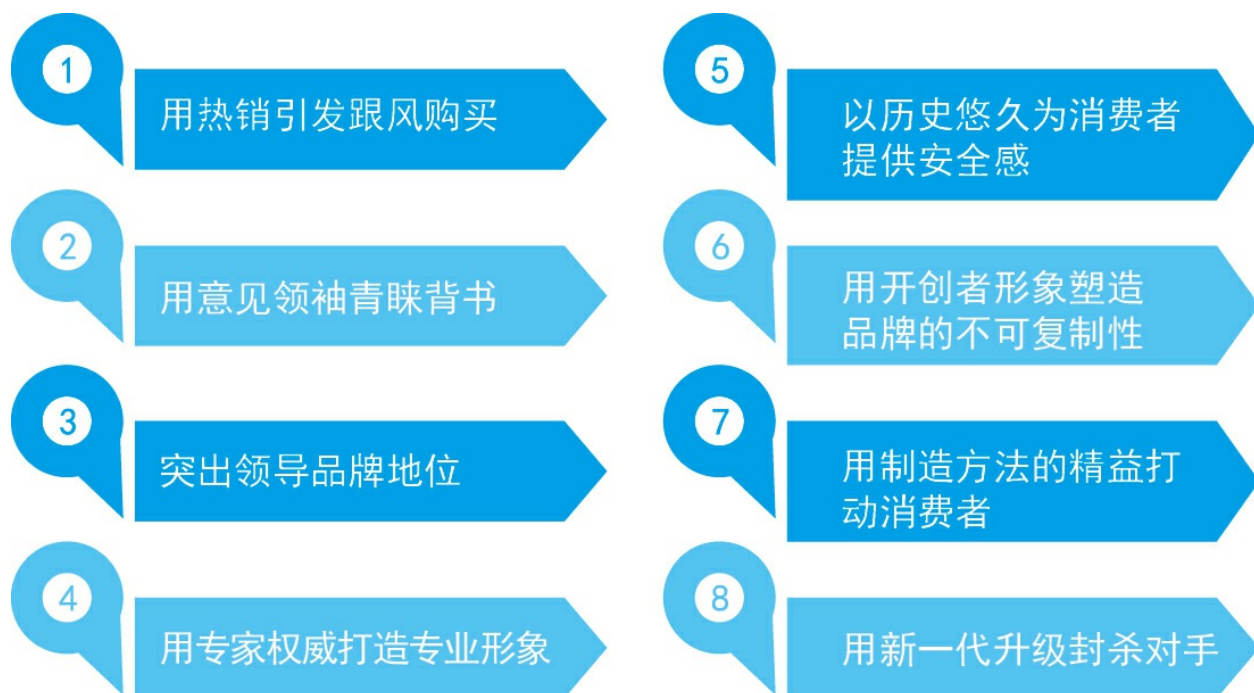 1
用热销引发跟风购买
2
用意见领袖青睐背书
3
突出领导品牌地位
4
用专家权威打造专业形象
5
以历史悠久为消费者
提供安全感
6
用开创者形象塑造
品牌的不可复制性
7
用制造方法的精益打
动消费者
8
用新一代升级封杀对手